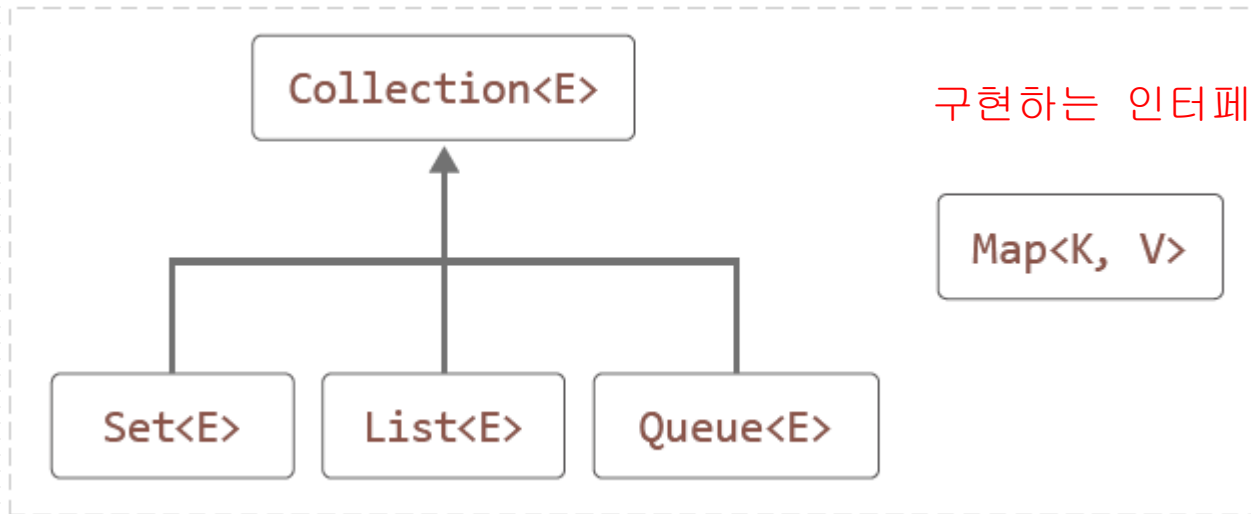 Collection<E>
구현하는 인터페
Map<K, V>
Set<E>
List<E>
Queue<E>